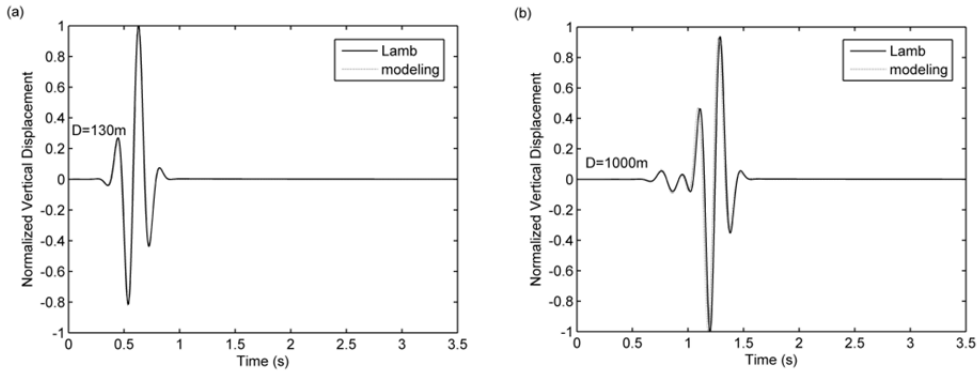 (a)
Normalized Vertical Displacement
1
0.8
0.6
0.4
0.2
0
-0.2
-0.4
-0.6
-0.8
-1
D=130m
Lamb
modeling
0 0.5 1 1.5 2 2.5 3 3.5
Time (s)
(b)
Normalized Vertical Displacement
1
0.8
0.6
0.4
0.2
0
-0.2
-0.4
-0.6
-0.8
-1
D=1000m
Lamb
modeling
0 0.5 1 1.5 2 2.5 3 3.5
Time (s)